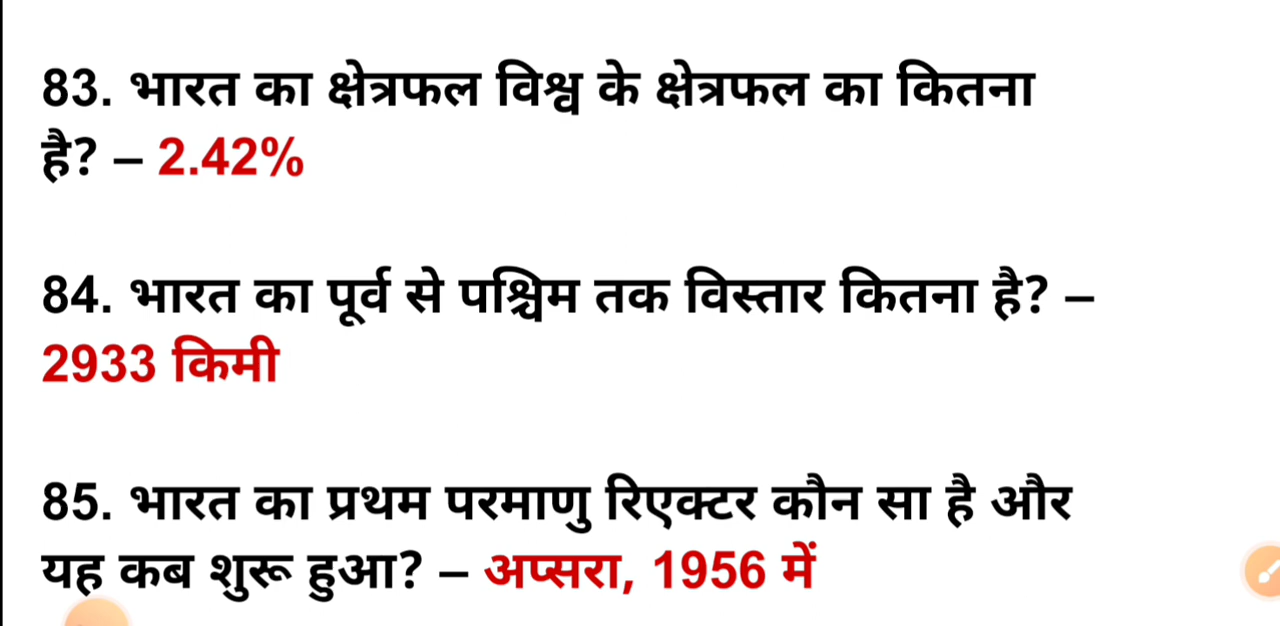 83. भारत का क्षेत्रफल विश्व के क्षेत्रफल का कितना
है? – 2.42%
84. भारत का पूर्व से पश्चिम तक विस्तार कितना है? –
2933 किमी
85. भारत का प्रथम परमाणु रिएक्टर कौन सा है और
यह कब शुरू हुआ? – अप्सरा, 1956 में